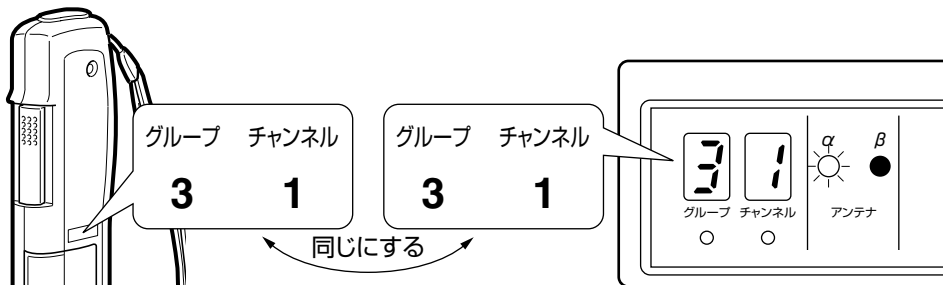 グループ チャンネル
3 1
グループ チャンネル
3 1
同じにする
3 1
グループ チャンネル
α β
アンテナ